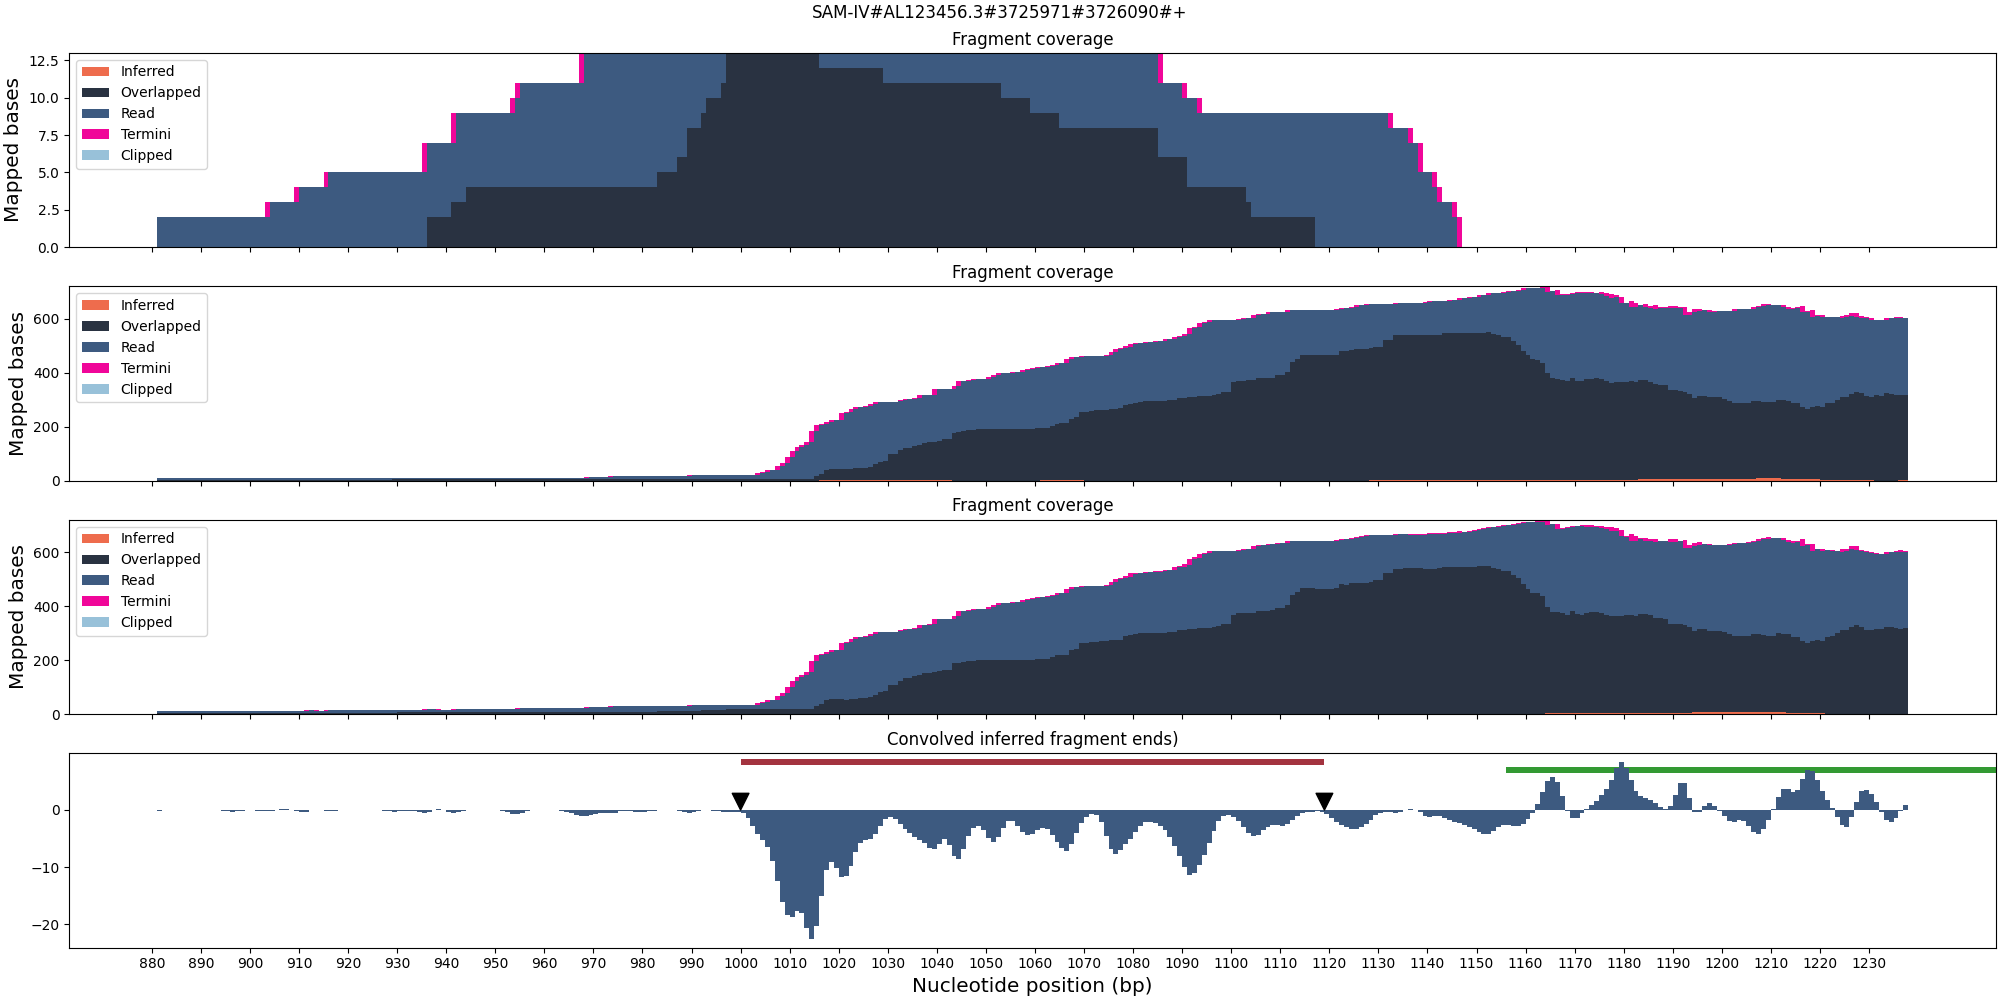 SAM-IV#AL123456.3#3725971#3726090#+
Fragment coverage
Mapped bases
12.5
10.0
7.5
5.0
2.5
0.0
Inferred
Overlapped
Read
Termini
Clipped
Fragment coverage
Mapped bases
600
400
200
0
Inferred
Overlapped
Read
Termini
Clipped
Fragment coverage
Mapped bases
600
400
200
0
Inferred
Overlapped
Read
Termini
Clipped
Convolved inferred fragment ends)
0
−10
−20
880 890 900 910 920 930 940 950 960 970 980 990 1000 1010 1020 1030 1040 1050 1060 1070 1080 1090 1100 1110 1120 1130 1140 1150 1160 1170 1180 1190 1200 1210 1220 1230
Nucleotide position (bp)